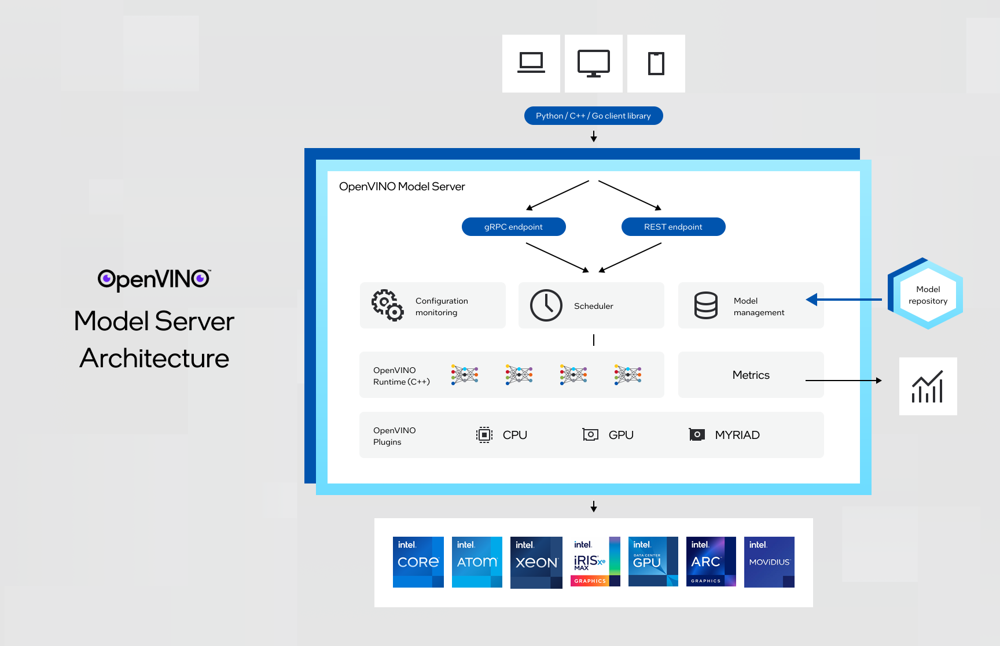 Python / C++ / Go client library
OpenVINO Model Server
gRPC endpoint
REST endpoint
OpenVINO™
Model Server
Architecture
Configuration
monitoring
Scheduler
Model
management
Model
repository
OpenVINO
Runtime (C++)
Metrics
OpenVINO
Plugins
CPU
GPU
MYRIAD
intel.
CORE
intel.
ATOM
intel.
XEON
intel.
IRIS Xe
MAX
GRAPHICS
intel.
DATA CENTER
GPU
intel.
ARC
GRAPHICS
intel.
MOVIDIUS